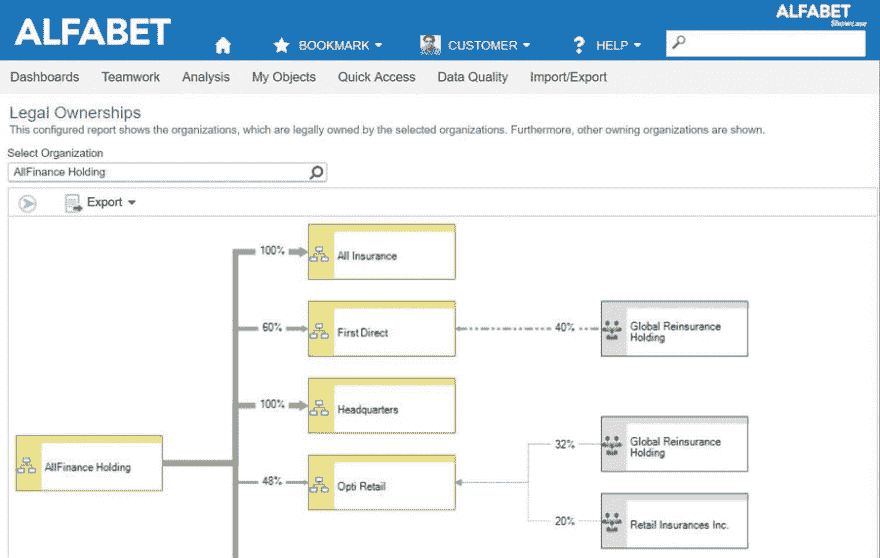 ALFABET
ALFABET
Showcase
BOOKMARK
CUSTOMER
HELP
Dashboards Teamwork Analysis My Objects Quick Access Data Quality Import/Export
Legal Ownerships
This configured report shows the organizations, which are legally owned by the selected organizations. Furthermore, other owning organizations are shown.
Select Organization
AllFinance Holding
Export
100%
All Insurance
60%
First Direct
40%
Global Reinsurance
Holding
100%
Headquarters
AllFinance Holding
48%
Opti Retail
32%
Global Reinsurance
Holding
20%
Retail Insurances Inc.